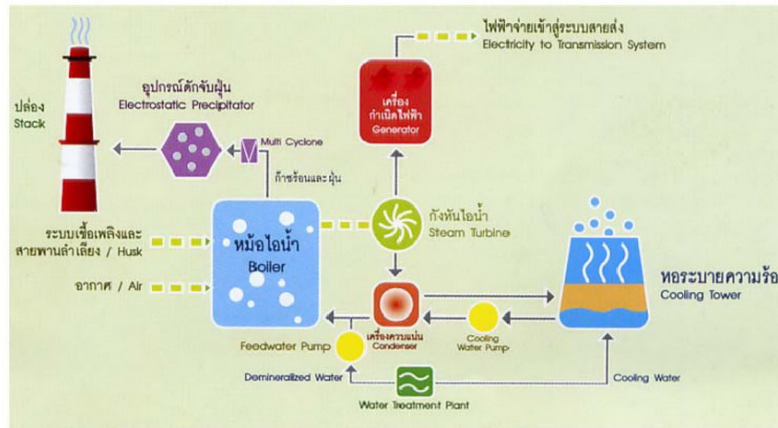 ไฟฟ้าจ่ายเข้าสู่ระบบสายส่ง
Electricity to Transmission System
อุปกรณ์ดักจับฝุ่น
Electrostatic Precipitator
ปล่อง
Stack
เครื่อง
กำเนิดไฟฟ้า
Generator
Multi Cyclone
ก๊าซร้อนและฝุ่น
ระบบเชื้อเพลิงและ
สายพานลำเลียง / Husk
หม้อไอน้ำ
Boiler
กังหันไอน้ำ
Steam Turbine
อากาศ / Air
หอระบายความร้อ
Cooling Tower
Feedwater Pump
เครื่องควบแน่น
Condenser
Cooling
Water Pump
Demineralized Water
Cooling Water
Water Treatment Plant